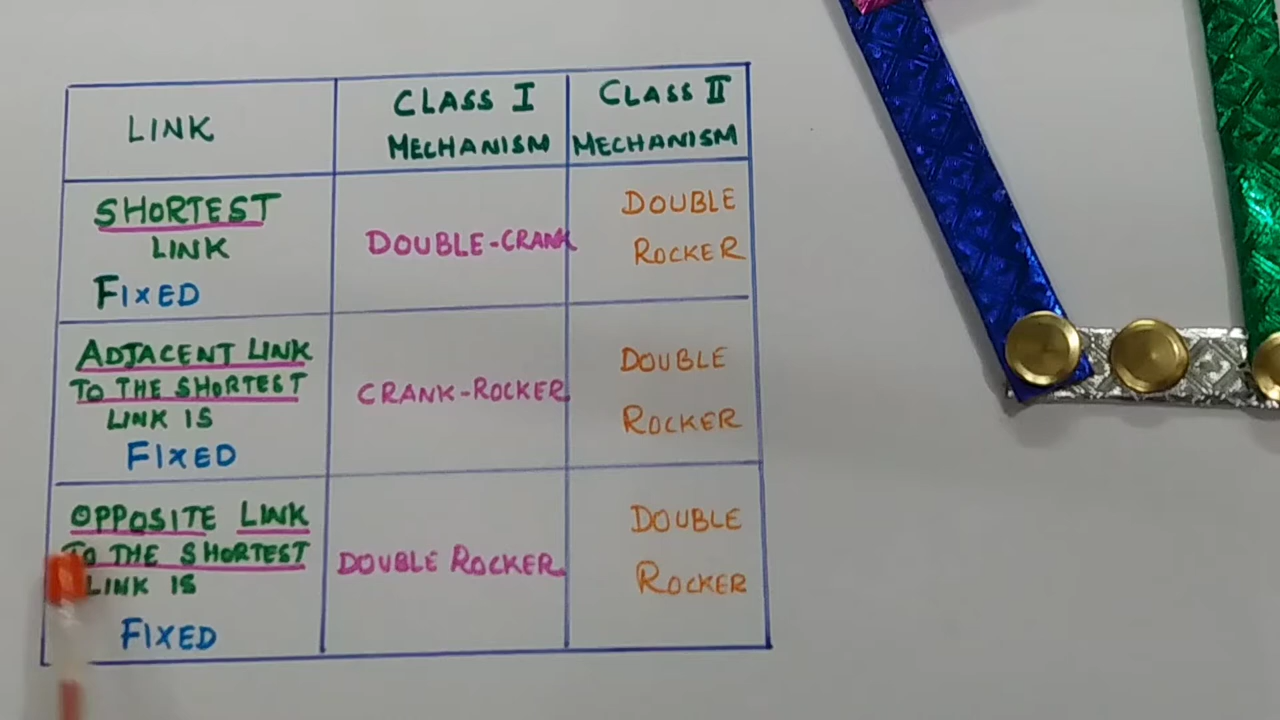 LINK
CLASS I
MECHANISM
CLASS II
MECHANISM
SHORTEST
LINK
FIXED
DOUBLE-CRANK
DOUBLE
ROCKER
ADJACENT LINK
TO THE SHORTEST
LINK IS
FIXED
CRANK-ROCKER
DOUBLE
ROCKER
OPPOSITE LINK
TO THE SHORTEST
LINK IS
FIXED
DOUBLE ROCKER
DOUBLE
ROCKER